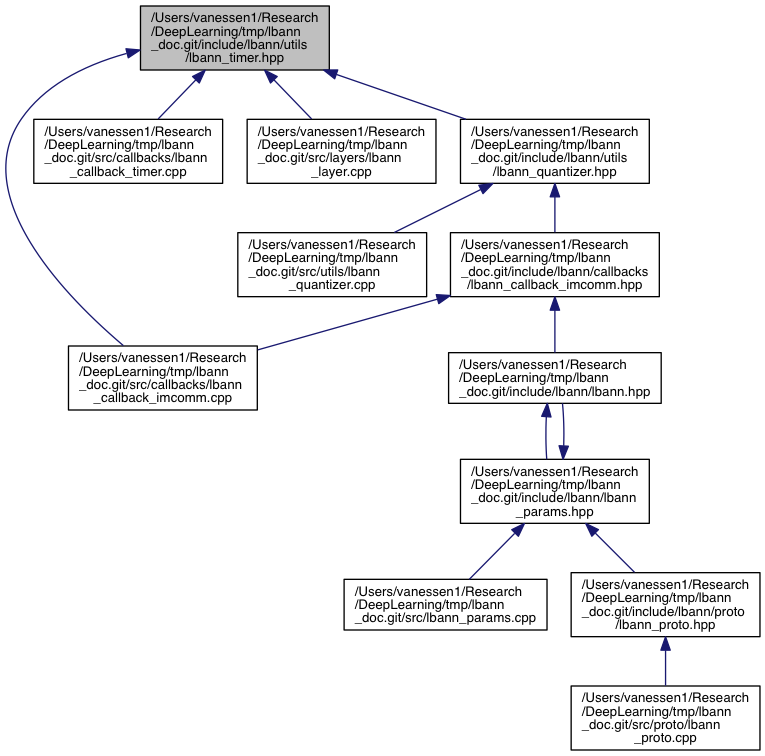 /Users/vanessen1/Research
/DeepLearning/tmp/lbann
_doc.git/include/lbann/utils
/lbann_timer.hpp
/Users/vanessen1/Research
/DeepLearning/tmp/lbann
_doc.git/src/callbacks/lbann
_callback_timer.cpp
/Users/vanessen1/Research
/DeepLearning/tmp/lbann
_doc.git/src/layers/lbann
_layer.cpp
/Users/vanessen1/Research
/DeepLearning/tmp/lbann
_doc.git/include/lbann/utils
/lbann_quantizer.hpp
/Users/vanessen1/Research
/DeepLearning/tmp/lbann
_doc.git/src/utils/lbann
_quantizer.cpp
/Users/vanessen1/Research
/DeepLearning/tmp/lbann
_doc.git/include/lbann/callbacks
/lbann_callback_imcomm.hpp
/Users/vanessen1/Research
/DeepLearning/tmp/lbann
_doc.git/src/callbacks/lbann
_callback_imcomm.cpp
/Users/vanessen1/Research
/DeepLearning/tmp/lbann
_doc.git/include/lbann/lbann.hpp
/Users/vanessen1/Research
/DeepLearning/tmp/lbann
_doc.git/include/lbann/lbann
_params.hpp
/Users/vanessen1/Research
/DeepLearning/tmp/lbann
_doc.git/src/lbann_params.cpp
/Users/vanessen1/Research
/DeepLearning/tmp/lbann
_doc.git/include/lbann/proto
/lbann_proto.hpp
/Users/vanessen1/Research
/DeepLearning/tmp/lbann
_doc.git/src/proto/lbann
_proto.cpp